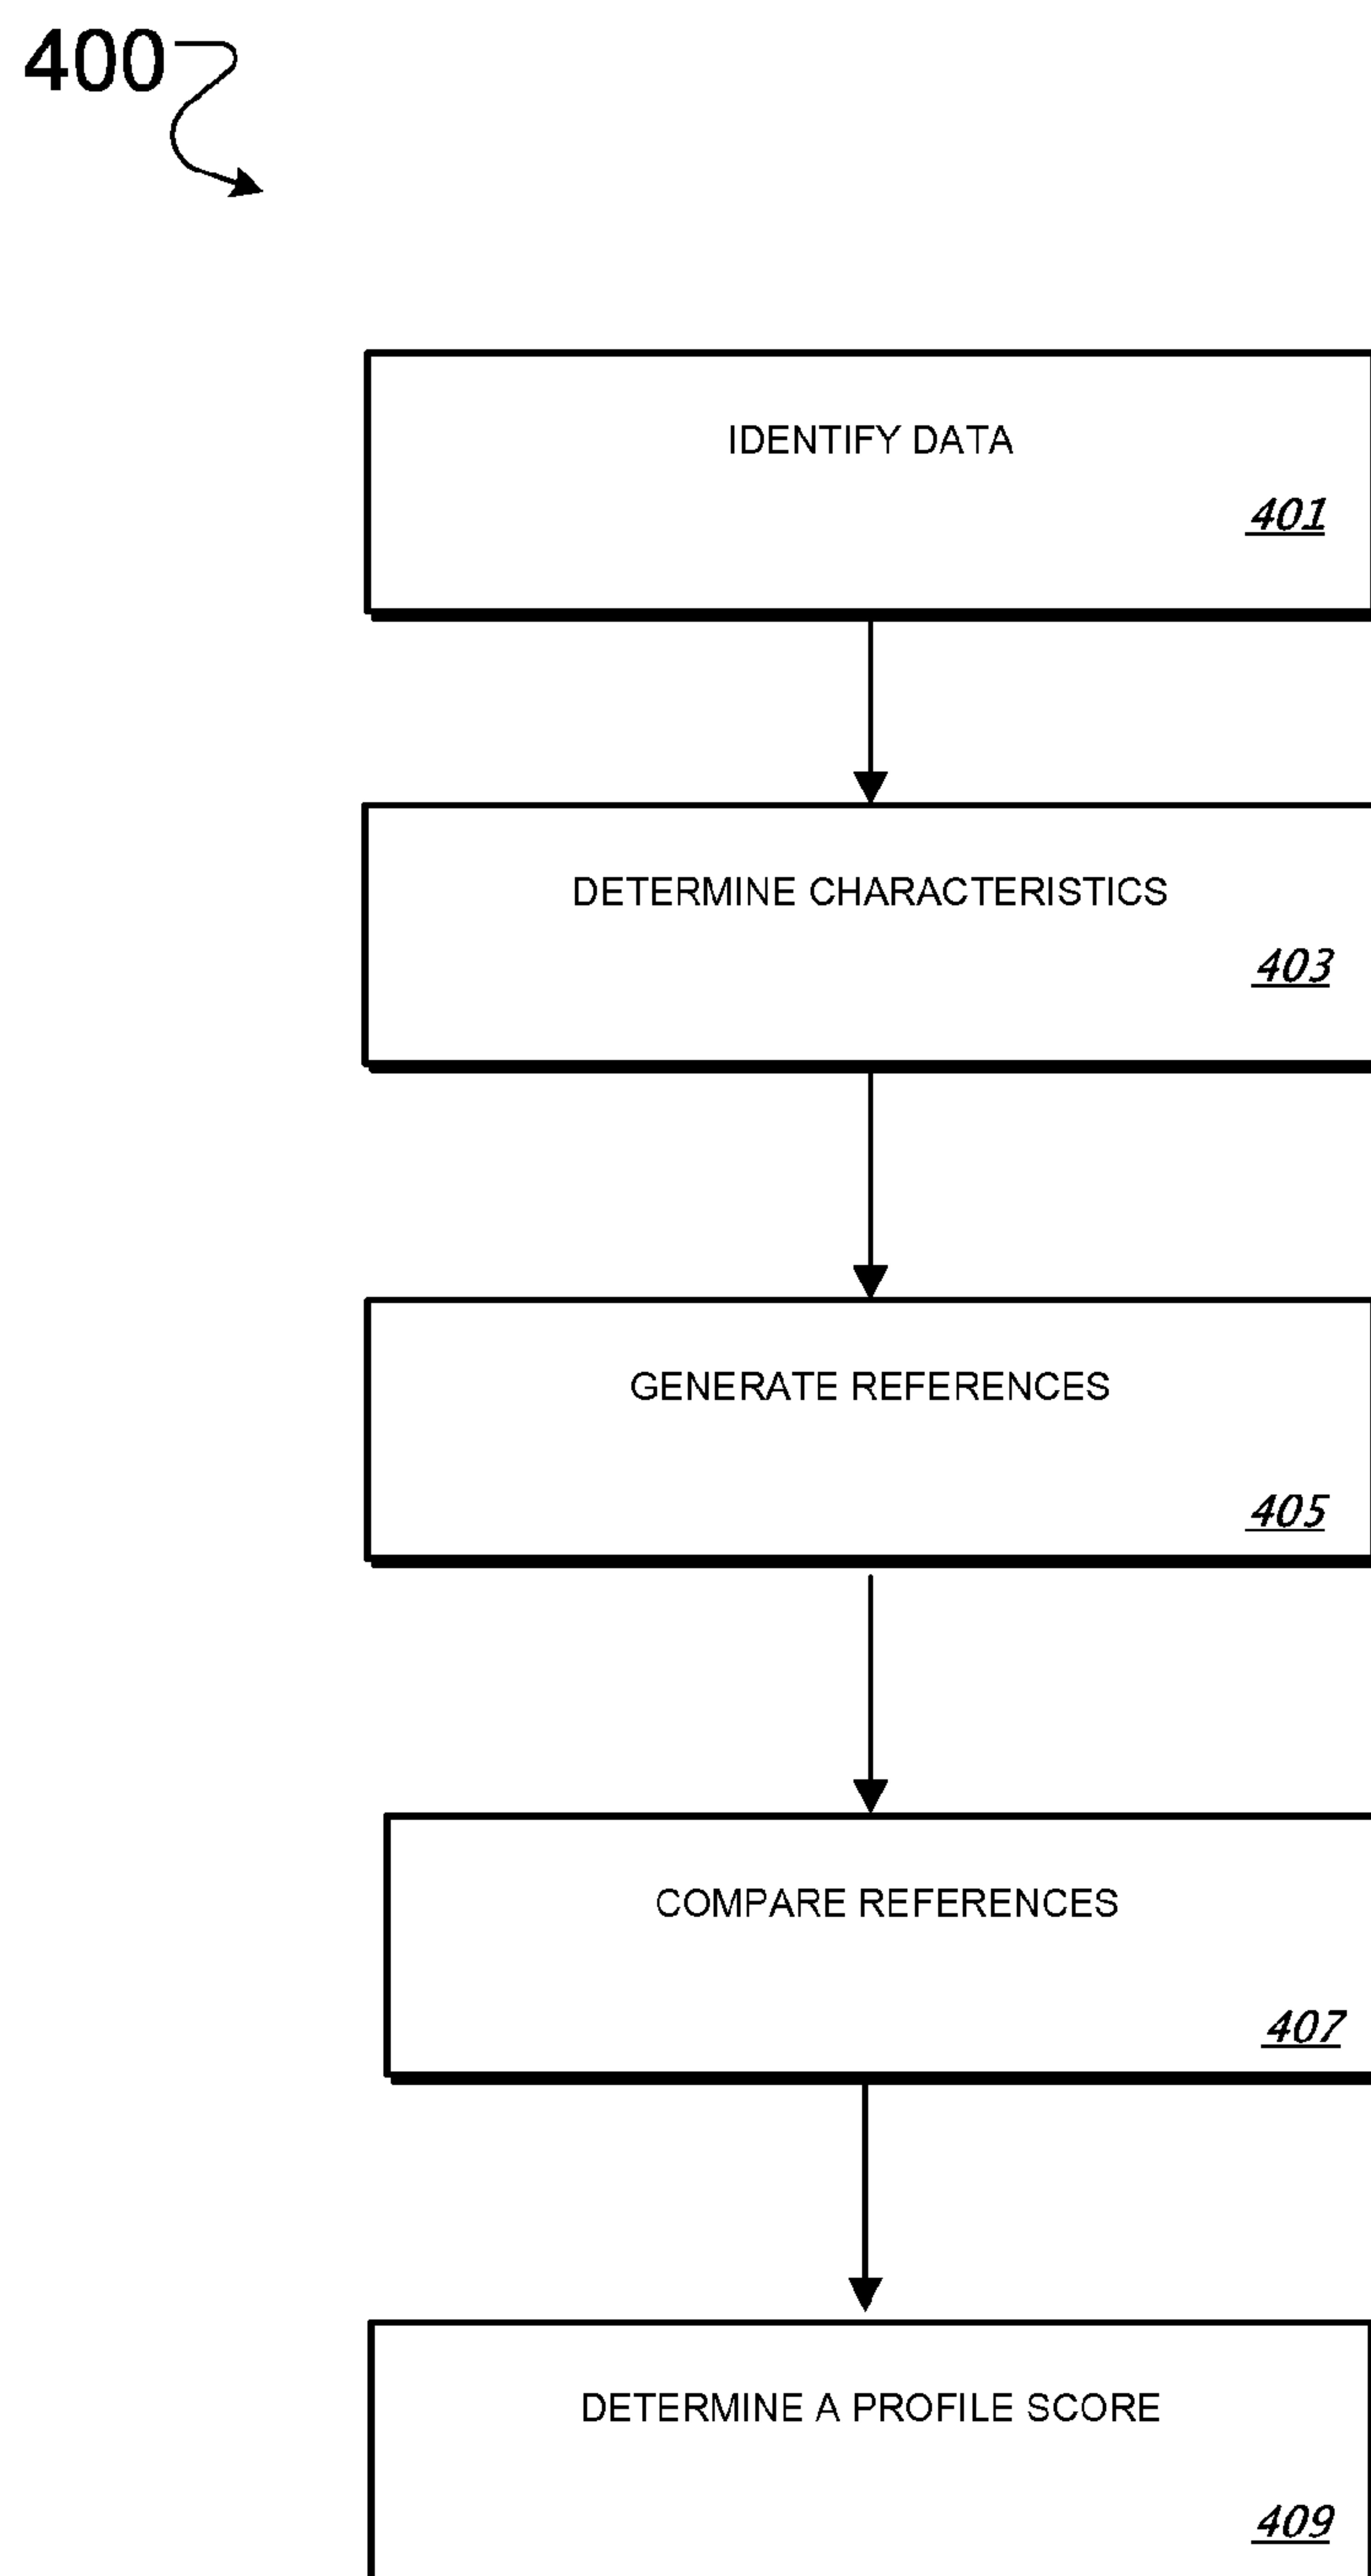 400
IDENTIFY DATA
401
DETERMINE CHARACTERISTICS
403
GENERATE REFERENCES
405
COMPARE REFERENCES
407
DETERMINE A PROFILE SCORE
409